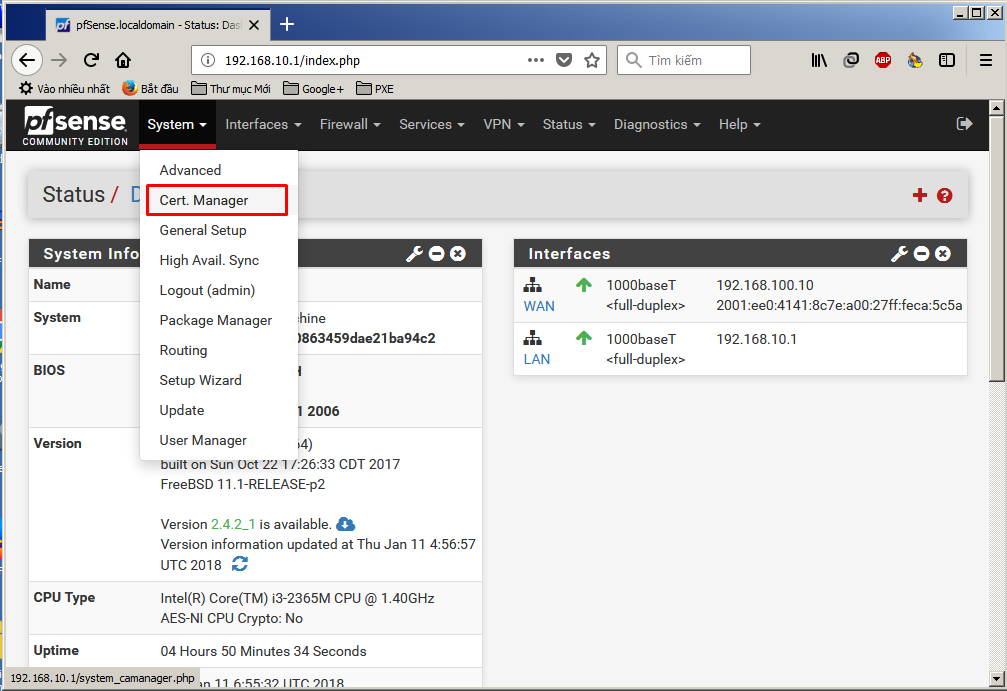 pfSense.localdomain - Status: Das
192.168.10.1/index.php
Tìm kiếm
ABP
Vào nhiều nhất
Bắt đầu
Thư mục Mới
Google+
PXE
pfsense
COMMUNITY EDITION
System
Interfaces
Firewall
Services
VPN
Status
Diagnostics
Help
Advanced
Cert. Manager
General Setup
High Avail. Sync
Logout (admin)
Package Manager
Routing
Setup Wizard
Update
User Manager
Status /
System Info
Name
System
0863459dae21ba94c2
BIOS
2006
Version
built on Sun Oct 22 17:26:33 CDT 2017
FreeBSD 11.1-RELEASE-p2
Version 2.4.2_1 is available.
Version information updated at Thu Jan 11 4:56:57
UTC 2018
CPU Type
Intel(R) Core(TM) i3-2365M CPU @ 1.40GHz
AES-NI CPU Crypto: No
Uptime
04 Hours 50 Minutes 34 Seconds
11 6:55:32 UTC 2018
Interfaces
WAN
1000baseT
<full-duplex>
192.168.100.10
2001:ee0:4141:8c7e:a00:27ff:feca:5c5a
LAN
1000baseT
<full-duplex>
192.168.10.1
192.168.10.1/system_camanager.php